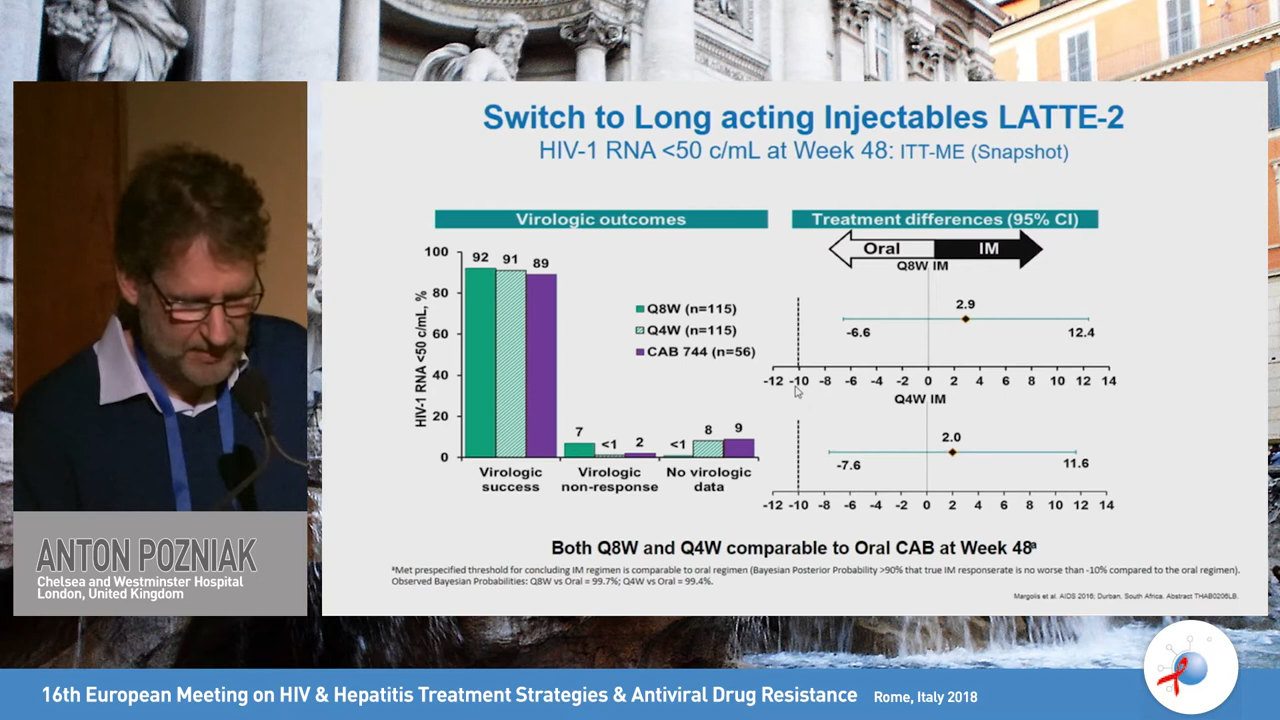 Switch to Long acting Injectables LATTE-2
HIV-1 RNA <50 c/mL at Week 48: ITT-ME (Snapshot)
Virologic outcomes
HIV-1 RNA <50 c/mL, %
100
80
60
40
20
0
92
91
89
7
<1
2
<1
8
9
Virologic
success
Virologic
non-response
No virologic
data
Q8W (n=115)
Q4W (n=115)
CAB 744 (n=56)
Treatment differences (95% CI)
Oral IM
Q8W IM
2.9
-6.6 12.4
-12 -10 -8 -6 -4 -2 0 2 4 6 8 10 12 14
Q4W IM
2.0
-7.6 11.6
-12 -10 -8 -6 -4 -2 0 2 4 6 8 10 12 14
Both Q8W and Q4W comparable to Oral CAB at Week 48ª
ªMet prespecified threshold for concluding IM regimen is comparable to oral regimen (Bayesian Posterior Probability >90% that true IM responserate is no worse than -10% compared to the oral regimen).
Observed Bayesian Probabilities: Q8W vs Oral = 99.7%; Q4W vs Oral = 99.4%.
Margolis et al. AIDS 2016; Durban, South Africa. Abstract THAB0206LB.
ANTON POZNIAK
Chelsea and Westminster Hospital
London, United Kingdom
16th European Meeting on HIV & Hepatitis Treatment Strategies & Antiviral Drug Resistance Rome, Italy 2018